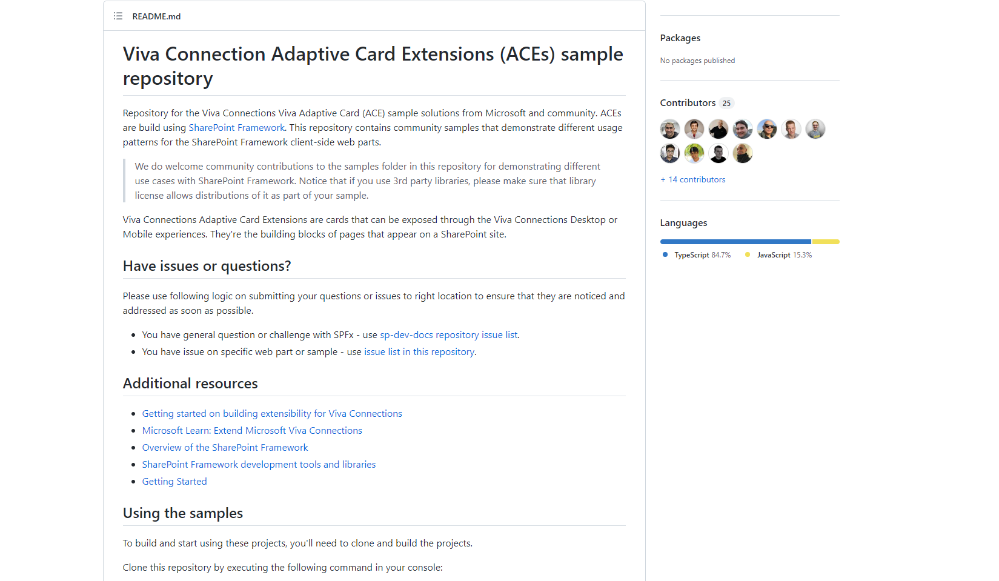 README.md
Viva Connection Adaptive Card Extensions (ACEs) sample
repository
Repository for the Viva Connections Viva Adaptive Card (ACE) sample solutions from Microsoft and community. ACEs
are build using SharePoint Framework. This repository contains community samples that demonstrate different usage
patterns for the SharePoint Framework client-side web parts.
We do welcome community contributions to the samples folder in this repository for demonstrating different
use cases with SharePoint Framework. Notice that if you use 3rd party libraries, please make sure that library
license allows distributions of it as part of your sample.
Viva Connections Adaptive Card Extensions are cards that can be exposed through the Viva Connections Desktop or
Mobile experiences. They're the building blocks of pages that appear on a SharePoint site.
Have issues or questions?
Please use following logic on submitting your questions or issues to right location to ensure that they are noticed and
addressed as soon as possible.
• You have general question or challenge with SPFx - use sp-dev-docs repository issue list.
• You have issue on specific web part or sample - use issue list in this repository.
Additional resources
• Getting started on building extensibility for Viva Connections
• Microsoft Learn: Extend Microsoft Viva Connections
• Overview of the SharePoint Framework
• SharePoint Framework development tools and libraries
• Getting Started
Using the samples
To build and start using these projects, you'll need to clone and build the projects.
Clone this repository by executing the following command in your console:
Packages
No packages published
Contributors 25
+ 14 contributors
Languages
TypeScript 84.7% JavaScript 15.3%